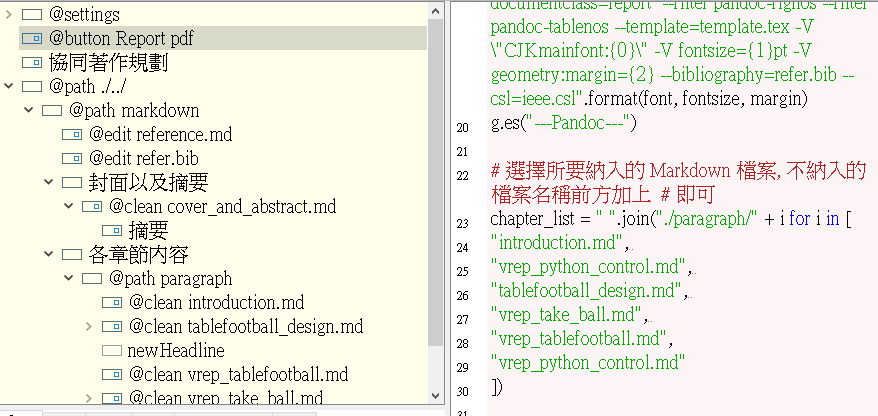 @settings
@button Report pdf
協同著作規劃
@path ./../
@path markdown
@edit reference.md
@edit refer.bib
封面以及摘要
@clean cover_and_abstract.md
摘要
各章節內容
@path paragraph
@clean introduction.md
@clean tablefootball_design.md
newHeadline
@clean vrep_tablefootball.md
@clean vrep_take_ball.md
documentclass=report --filter pandoc-fignos --filter
pandoc-tablenos --template=template.tex -V
\"CJKmainfont:{0}\" -V fontsize={1}pt -V
geometry:margin={2} --bibliography=refer.bib --
csl=ieee.csl".format(font, fontsize, margin)
20 g.es("---Pandoc---")
21
22 # 選擇所要納入的 Markdown 檔案, 不納入的
檔案名稱前方加上 # 即可
23 chapter_list = " ".join("./paragraph/" + i for i in [
24 "introduction.md",
25 "vrep_python_control.md",
26 "tablefootball_design.md",
27 "vrep_take_ball.md",
28 "vrep_tablefootball.md",
29 "vrep_python_control.md"
30 ])
31